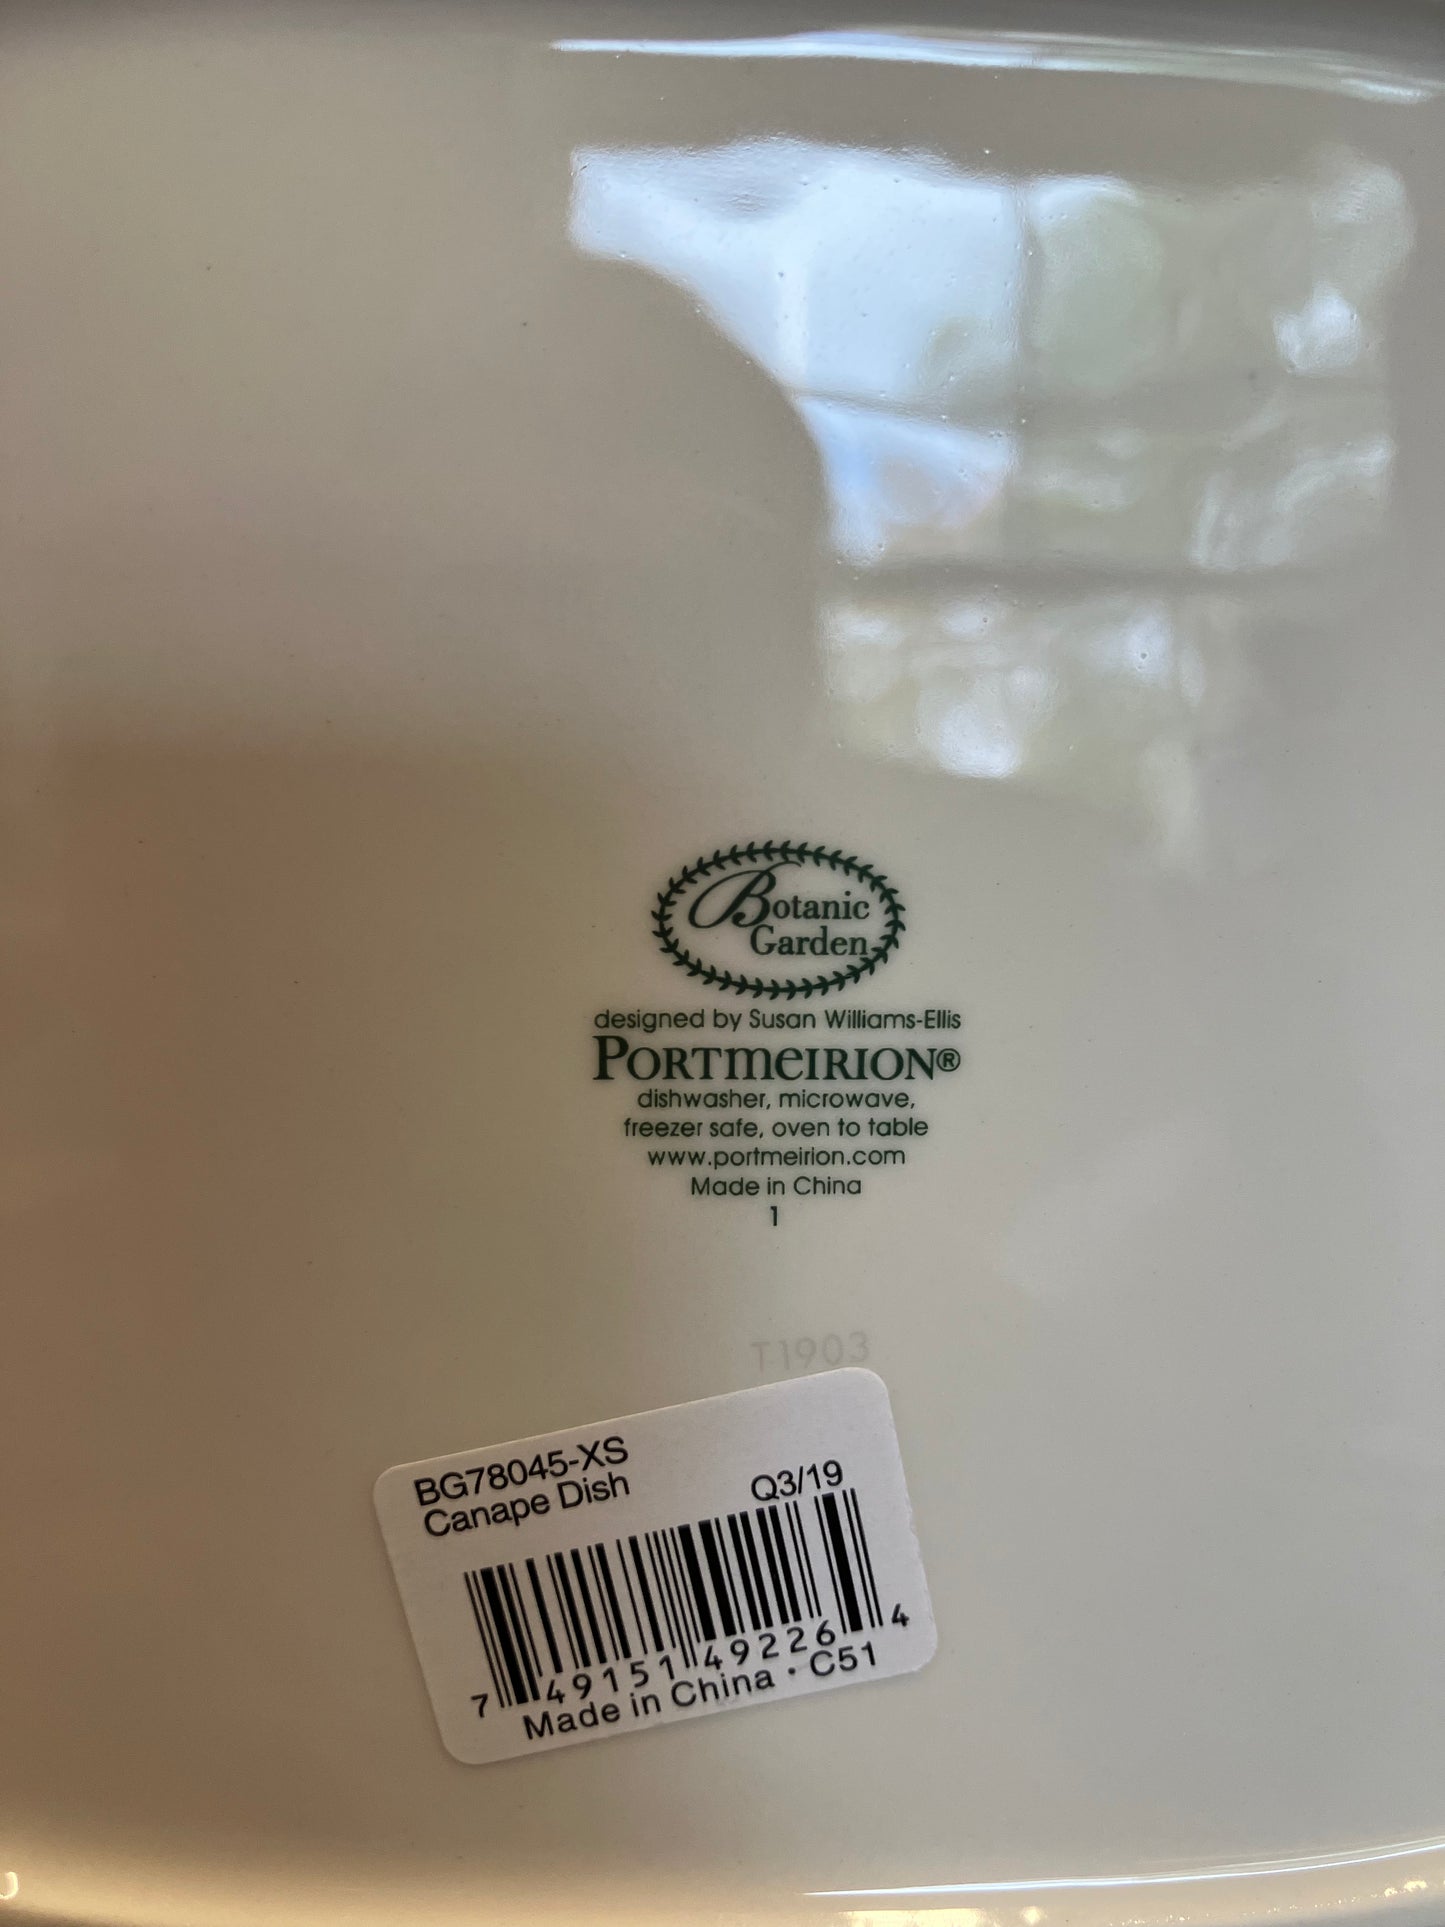 Botanic
Garden
designed by Susan Williams-Ellis
PORTMEIRION®
dishwasher, microwave,
freezer safe, oven to table
www.portmeirion.com
Made in China
1
T1903
BG78045-XS
Canape Dish
Q3/19
7 49151 49226 4
Made in China · C51